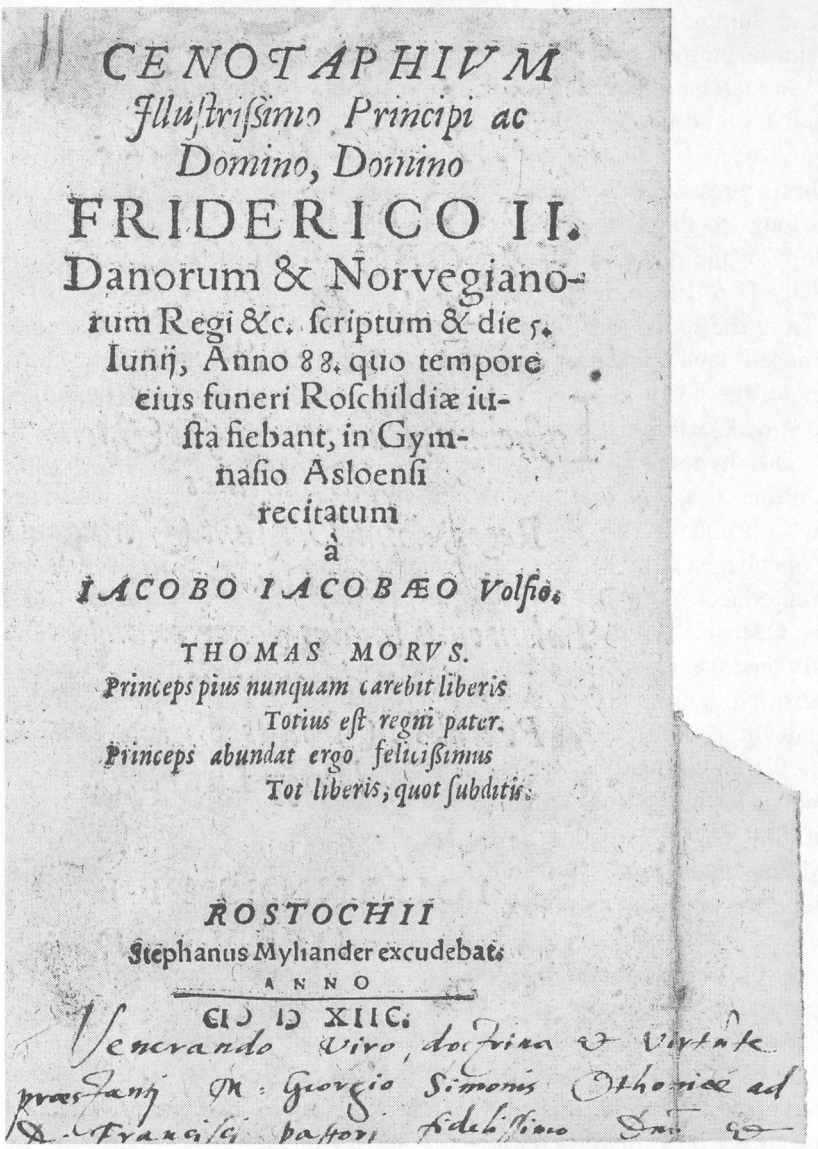 CENOTAPHIVM
Illuſtriſsimo Principi ac
Domino, Domino
FRIDERICO II.
Danorum & Norvegiano-
rum Regi &c. ſcriptum & die 5.
Iunij, Anno 88. quo tempore
eius funeri Roſchildiæ iu-
ſta fiebant, in Gym-
naſio Asloenſi
recitatum
à
IACOBO IACOBÆO Volfio.
THOMAS MORVS.
Princeps pius nunquam carebit liberis
Totius eſt regni pater.
Princeps abundat ergo feliciſsimus
Tot liberis, quot ſubditis.
ROSTOCHII
Stephanus Myliander excudebat.
ANNO
CIↃ IↃ XIIC.
Venerando Viro, doctrina et Virtute
præstanti M. Georgio Simonis Othoniæ ad
D. Francisci pastori fidelissimo